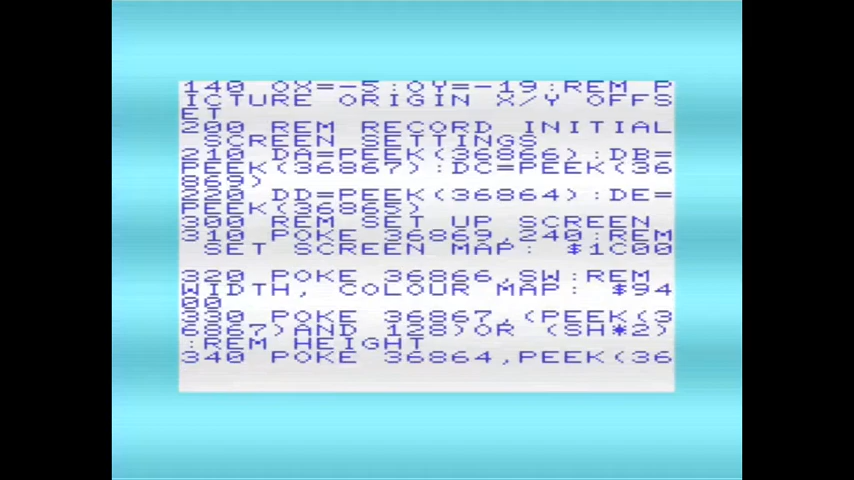 140 OX=-5:OY=-19:REM P
ICTURE ORIGIN X/Y OFFS
ET
200 REM RECORD INITIAL
 SCREEN SETTINGS
210 DA=PEEK(36866):DB=
PEEK(36867):DC=PEEK(36
869)
220 DD=PEEK(36864):DE=
PEEK(36865)
300 REM SET UP SCREEN
310 POKE 36869,240:REM
 SET SCREEN MAP: $1C00
320 POKE 36866,SW:REM
WIDTH, COLOUR MAP: $94
00
330 POKE 36867,(PEEK(3
6867)AND 128)OR (SH*2)
:REM HEIGHT
340 POKE 36864,PEEK(36